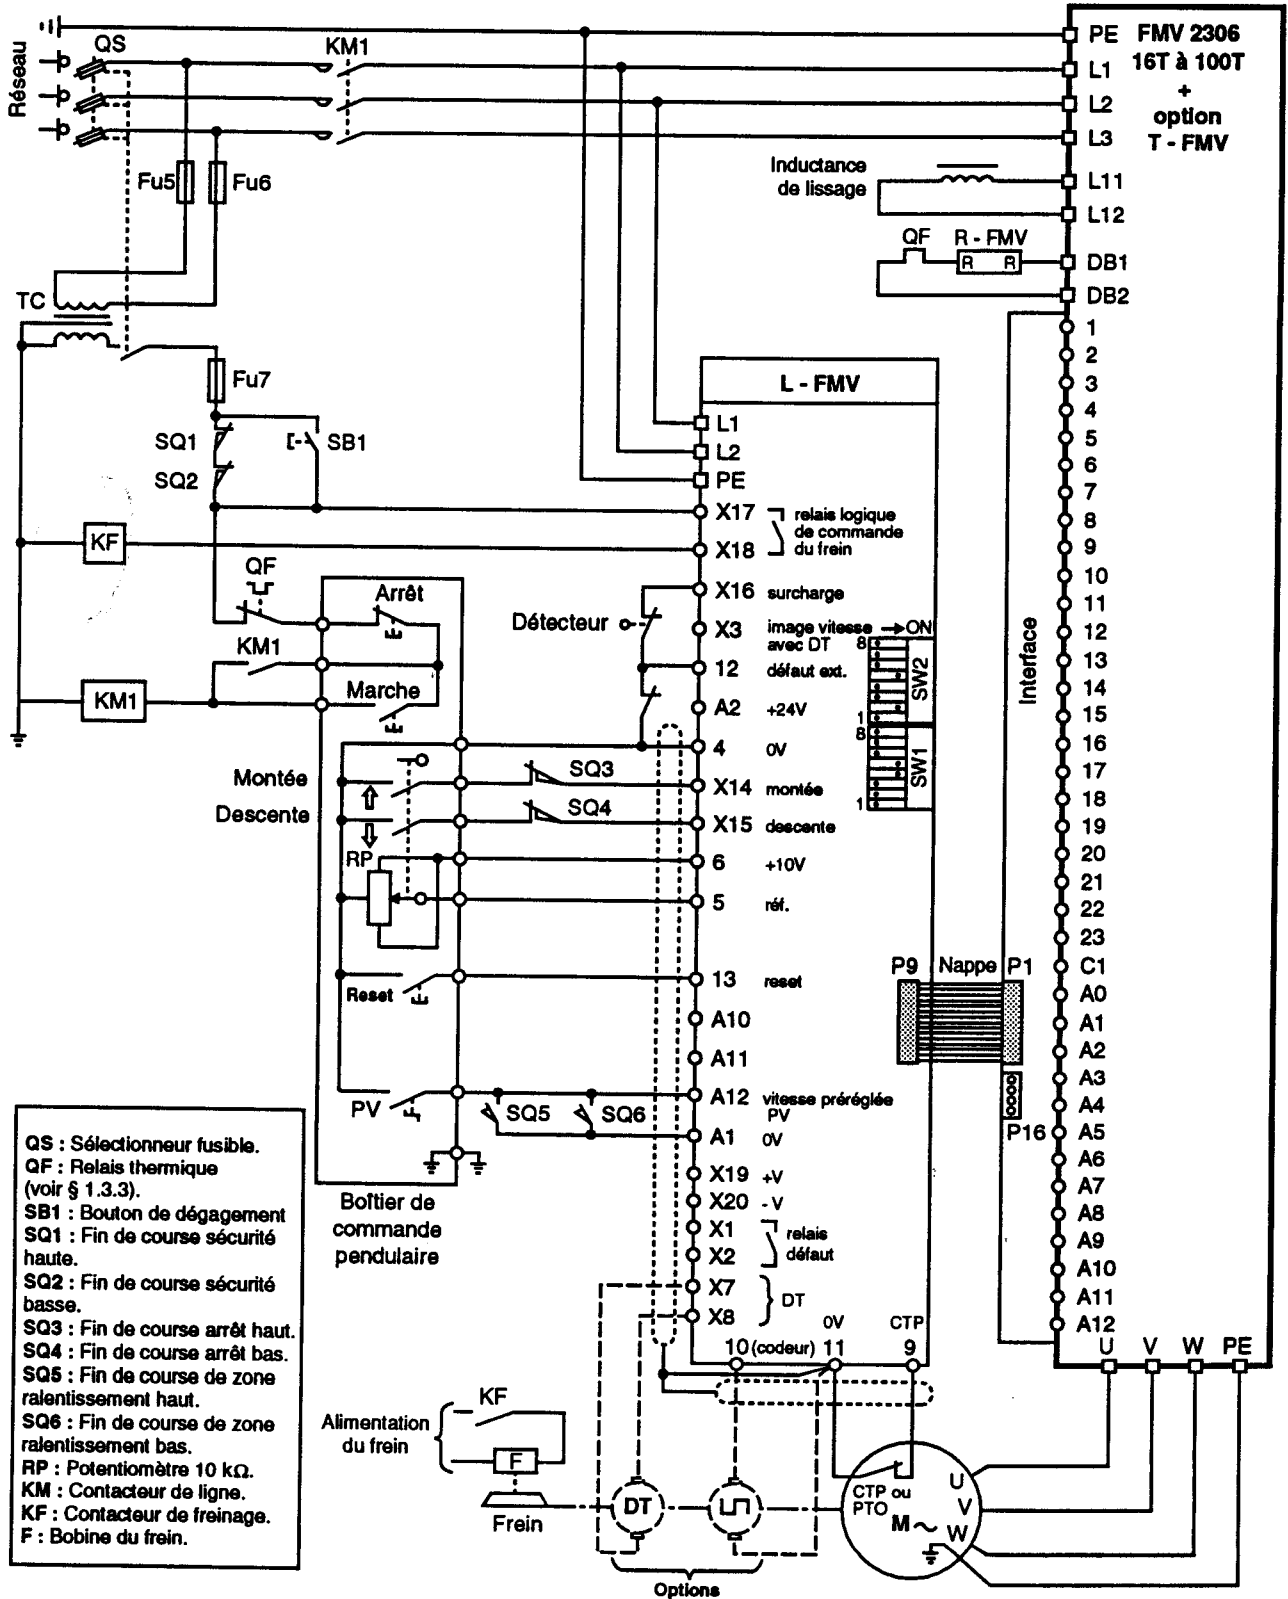 QS
KM1
Réseau
PE
FMV 2306
16T à 100T
+
option
T - FMV
L1
L2
L3
Inductance
de lissage
L11
L12
Fu5
Fu6
QF
R - FMV
R
R
DB1
DB2
TC
Fu7
SQ1
SQ2
SB1
L - FMV
L1
L2
PE
X17
X18
relais logique
de commande
du frein
KF
QF
Arrêt
KM1
Marche
KM1
Détecteur
X16 surcharge
X3 image vitesse
avec DT
12 défaut ext.
A2 +24V
4 0V
X14 montée
X15 descente
6 +10V
5 réf.
13 reset
A10
A11
A12 vitesse préréglée
PV
A1 0V
X19 +V
X20 - V
X1
X2
relais
défaut
X7
X8
DT
ON
8
SW2
1
8
SW1
1
Montée
Descente
SQ3
SQ4
RP
Reset
PV
SQ5
SQ6
Boîtier de
commande
pendulaire
Interface
P9
Nappe
P1
P16
1
2
3
4
5
6
7
8
9
10
11
12
13
14
15
16
17
18
19
20
21
22
23
C1
A0
A1
A2
A3
A4
A5
A6
A7
A8
A9
A10
A11
A12
U
V
W
PE
0V
CTP
10 (codeur)
11
9
QS : Sélectionneur fusible.
QF : Relais thermique
(voir § 1.3.3).
SB1 : Bouton de dégagement
SQ1 : Fin de course sécurité
haute.
SQ2 : Fin de course sécurité
basse.
SQ3 : Fin de course arrêt haut.
SQ4 : Fin de course arrêt bas.
SQ5 : Fin de course de zone
ralentissement haut.
SQ6 : Fin de course de zone
ralentissement bas.
RP : Potentiomètre 10 kΩ.
KM : Contacteur de ligne.
KF : Contacteur de freinage.
F : Bobine du frein.
Alimentation
du frein
KF
F
Frein
DT
Options
CTP ou
PTO
M ~
U
V
W